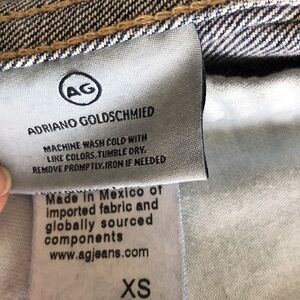 AG
ADRIANO GOLDSCHMIED
MACHINE WASH COLD WITH
LIKE COLORS.TUMBLE DRY.
REMOVE PROMPTLY.IRON IF NEEDED
Made in Mexico of
imported fabric and
globally sourced
components
www.agjeans.com
XS